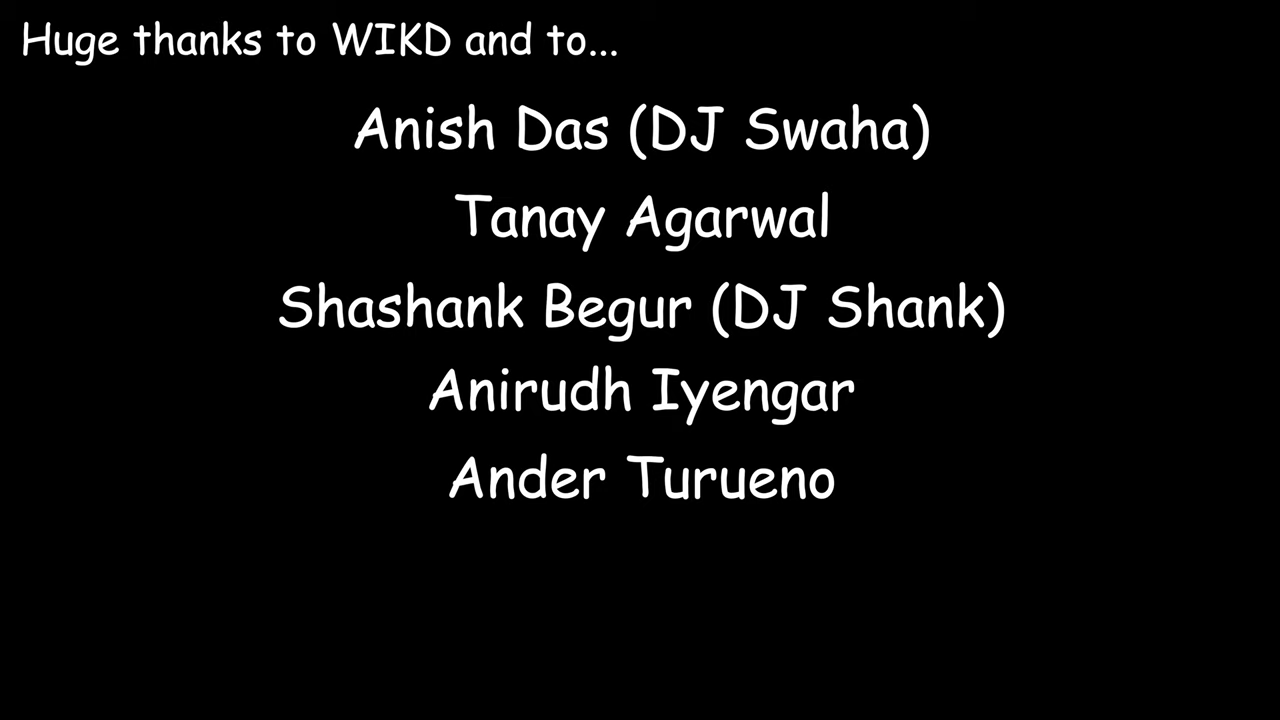 Huge thanks to WIKD and to...
Anish Das (DJ Swaha)
Tanay Agarwal
Shashank Begur (DJ Shank)
Anirudh Iyengar
Ander Turueno